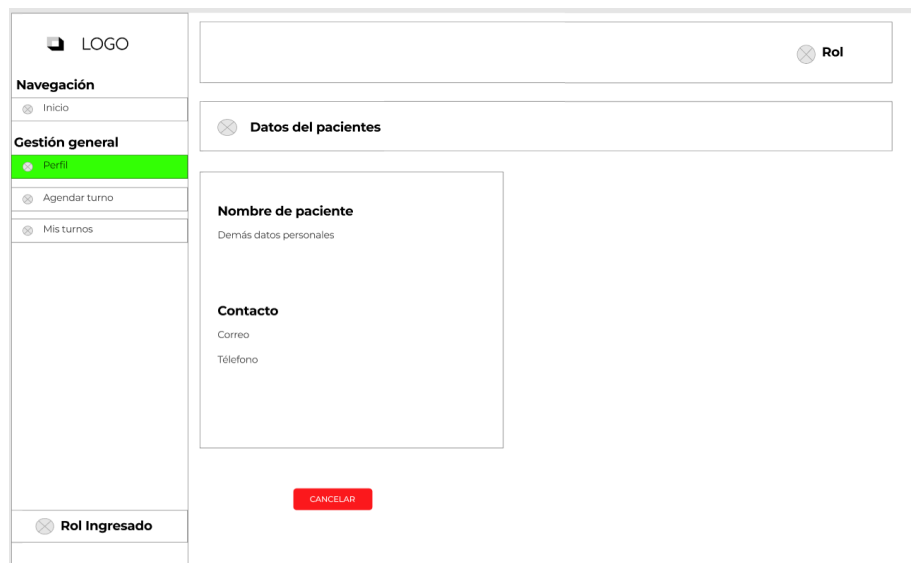 LOGO
Navegación
Inicio
Gestión general
Perfil
Agendar turno
Mis turnos
Rol Ingresado
Rol
Datos del pacientes
Nombre de paciente
Demás datos personales
Contacto
Correo
Télefono
CANCELAR